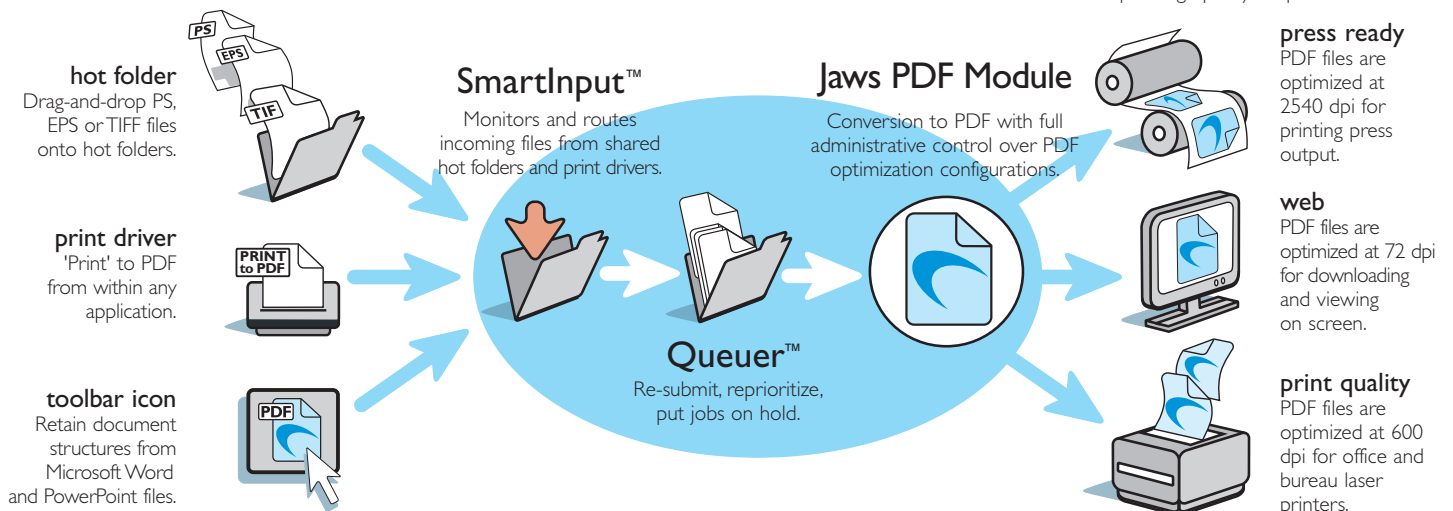 hot folder
Drag-and-drop PS,
EPS or TIFF files
onto hot folders.
PS
EPS
TIF
print driver
'Print' to PDF
from within any
application.
PRINT
to PDF
toolbar icon
Retain document
structures from
Microsoft Word
and PowerPoint files.
PDF
SmartInput™
Monitors and routes
incoming files from shared
hot folders and print drivers.
Queuer™
Re-submit, reprioritize,
put jobs on hold.
Jaws PDF Module
Conversion to PDF with full
administrative control over PDF
optimization configurations.
press ready
PDF files are
optimized at
2540 dpi for
printing press
output.
web
PDF files are
optimized at 72 dpi
for downloading
and viewing
on screen.
print quality
PDF files are
optimized at 600
dpi for office and
bureau laser
printers.